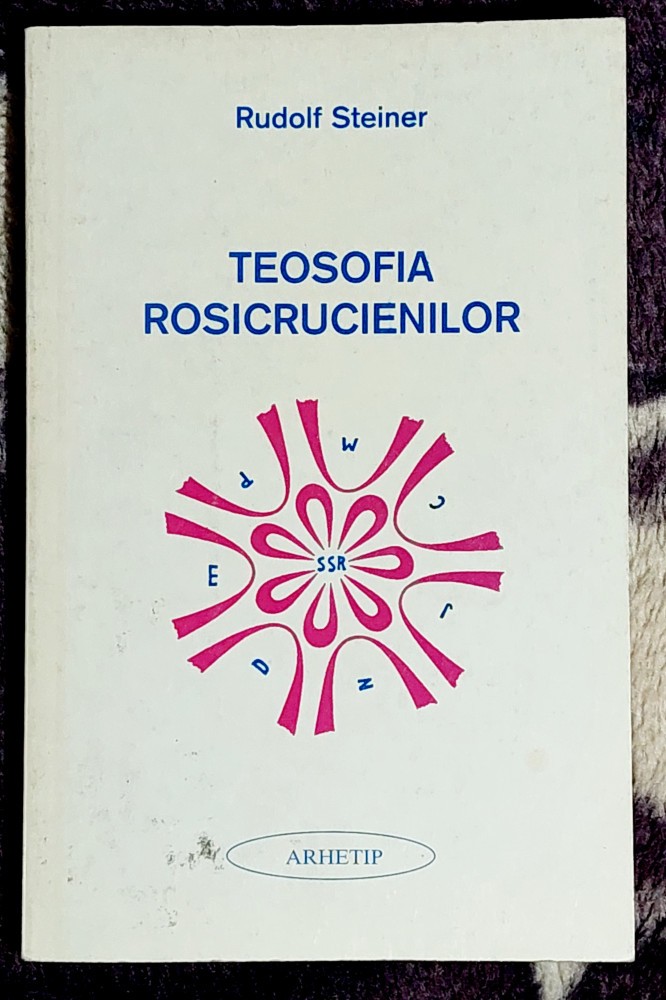 Rudolf Steiner
TEOSOFIA
ROSICRUCIENILOR
W
P
C
E
SSR
J
D
N
ARHETIP